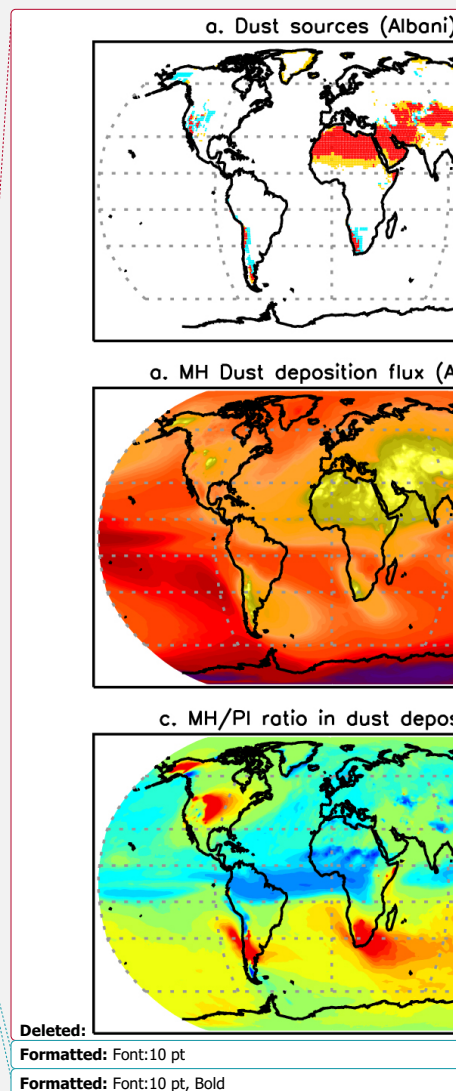 a. Dust sources (Albani)
a. MH Dust deposition flux (A
c. MH/PI ratio in dust depos
Deleted:
Formatted: Font:10 pt
Formatted: Font:10 pt, Bold